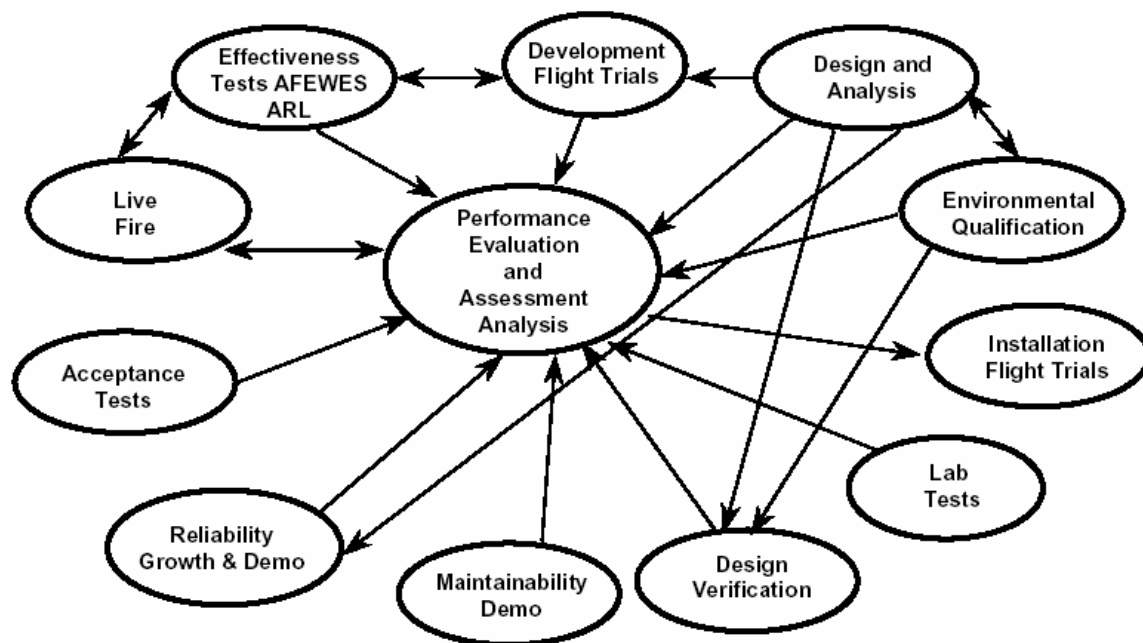 Effectiveness
Tests AFEWES
ARL
Development
Flight Trials
Design and
Analysis
Live
Fire
Performance
Evaluation
and
Assessment
Analysis
Environmental
Qualification
Acceptance
Tests
Installation
Flight Trials
Lab
Tests
Reliability
Growth & Demo
Maintainability
Demo
Design
Verification